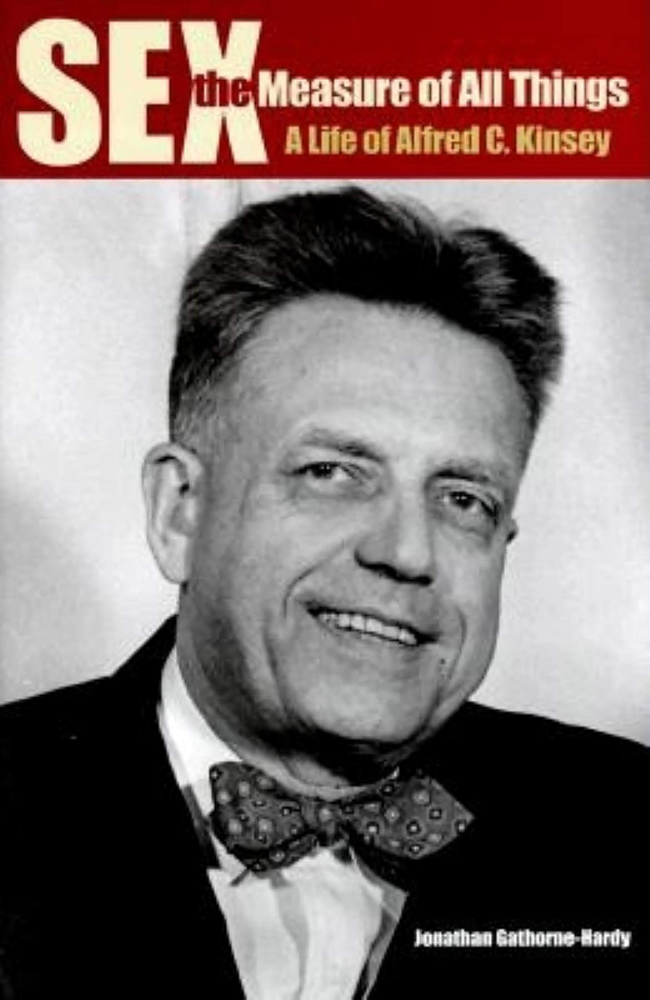 SEX
the Measure of All Things
A Life of Alfred C. Kinsey
Jonathan Gathorne-Hardy